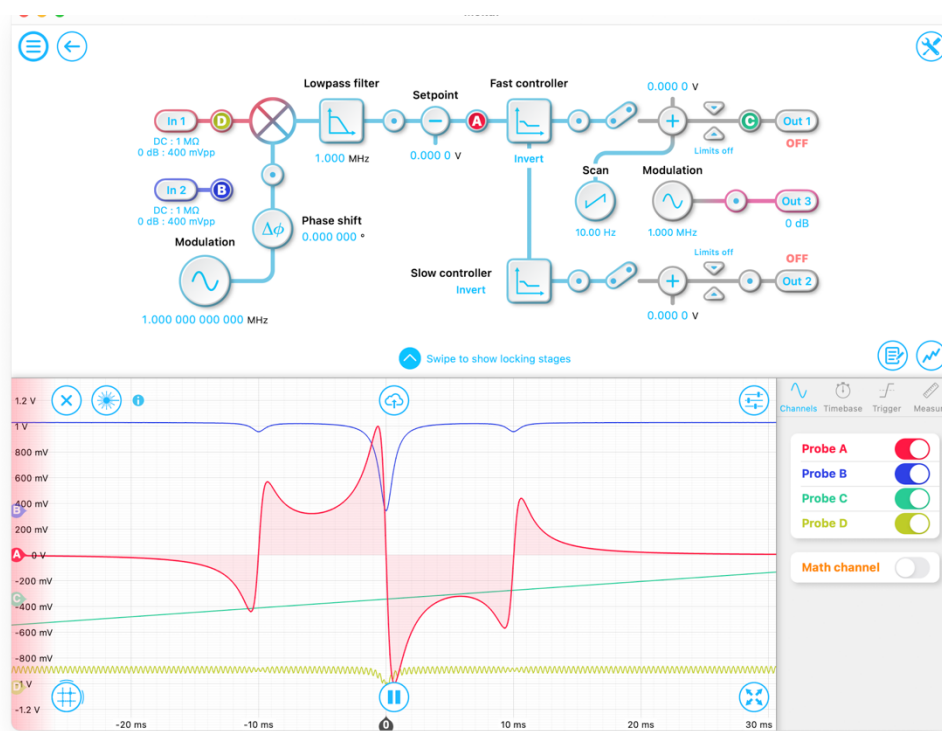 Lowpass filter
Fast controller
Setpoint
0.000 0 V
In 1
D
A
C
Out 1
OFF
DC : 1 MΩ
0 dB : 400 mVpp
1.000 MHz
0.000 0 V
Invert
Limits off
Scan
Modulation
In 2
B
DC : 1 MΩ
0 dB : 400 mVpp
Δϕ
Phase shift
0.000 000 °
Out 3
0 dB
10.00 Hz
1.000 MHz
Modulation
Slow controller
Invert
Limits off
OFF
Out 2
1.000 000 000 000 MHz
0.000 0 V
Swipe to show locking stages
1.2 V
1 V
800 mV
600 mV
400 mV
B
200 mV
A
0 V
-200 mV
C
-400 mV
-600 mV
-800 mV
D
-1 V
-1.2 V
-20 ms
-10 ms
0
10 ms
20 ms
30 ms
Channels
Timebase
Trigger
Measur
Probe A
Probe B
Probe C
Probe D
Math channel